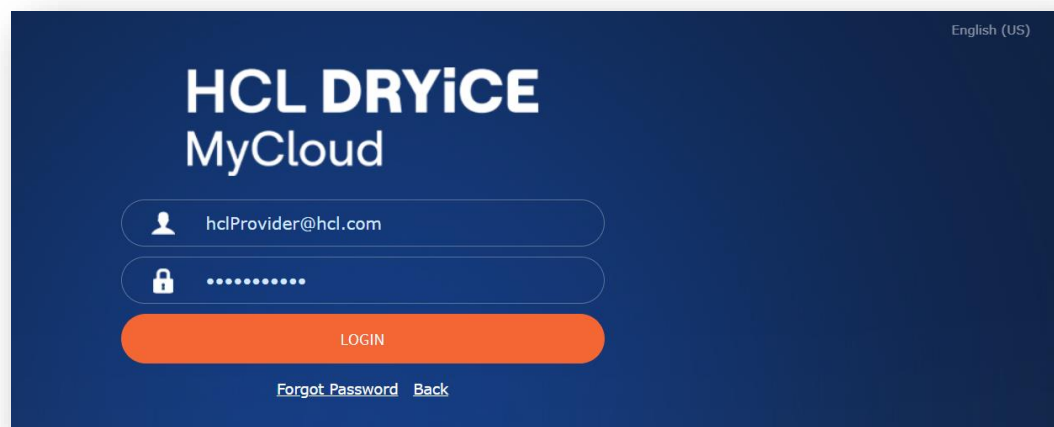 English (US)
HCL DRYiCE
MyCloud
hclProvider@hcl.com
•••••••••••
LOGIN
Forgot Password Back